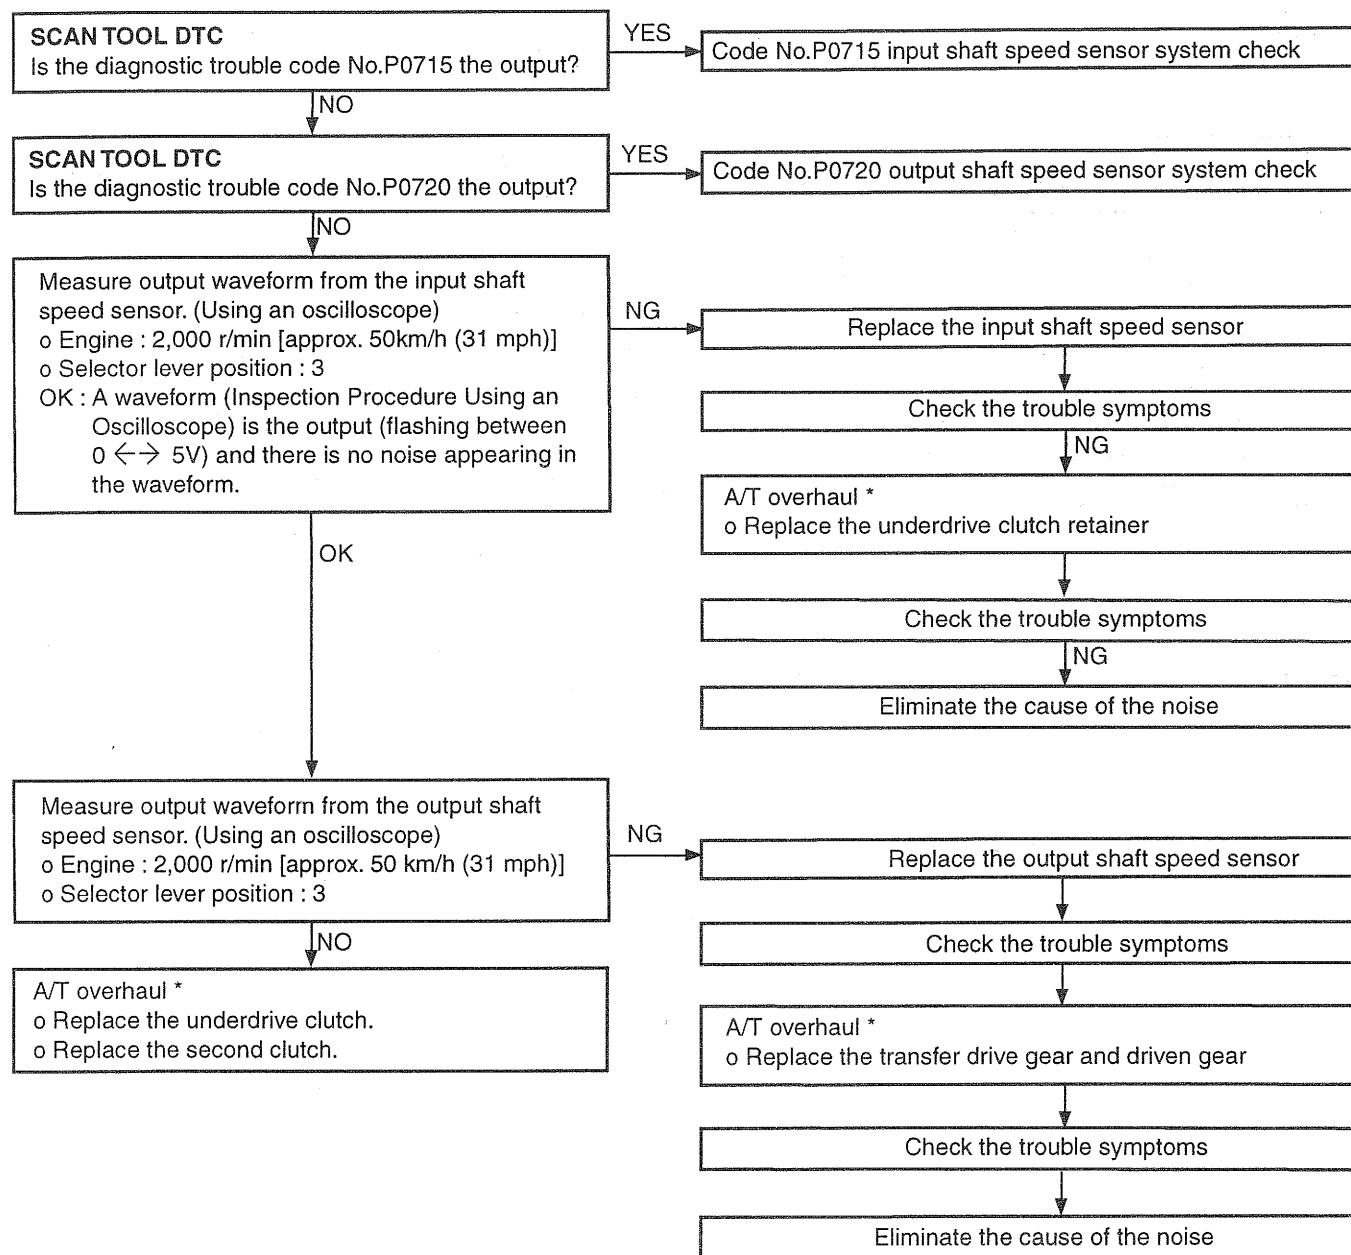 SCAN TOOL DTC
Is the diagnostic trouble code No.P0715 the output?
YES
Code No.P0715 input shaft speed sensor system check
NO
SCAN TOOL DTC
Is the diagnostic trouble code No.P0720 the output?
YES
Code No.P0720 output shaft speed sensor system check
NO
Measure output waveform from the input shaft
speed sensor. (Using an oscilloscope)
o Engine : 2,000 r/min [approx. 50km/h (31 mph)]
o Selector lever position : 3
OK : A waveform (Inspection Procedure Using an
Oscilloscope) is the output (flashing between
0 ←→ 5V) and there is no noise appearing in
the waveform.
NG
Replace the input shaft speed sensor
Check the trouble symptoms
NG
A/T overhaul *
o Replace the underdrive clutch retainer
Check the trouble symptoms
NG
Eliminate the cause of the noise
OK
Measure output waveform from the output shaft
speed sensor. (Using an oscilloscope)
o Engine : 2,000 r/min [approx. 50 km/h (31 mph)]
o Selector lever position : 3
NG
Replace the output shaft speed sensor
Check the trouble symptoms
A/T overhaul *
o Replace the transfer drive gear and driven gear
Check the trouble symptoms
Eliminate the cause of the noise
NO
A/T overhaul *
o Replace the underdrive clutch.
o Replace the second clutch.